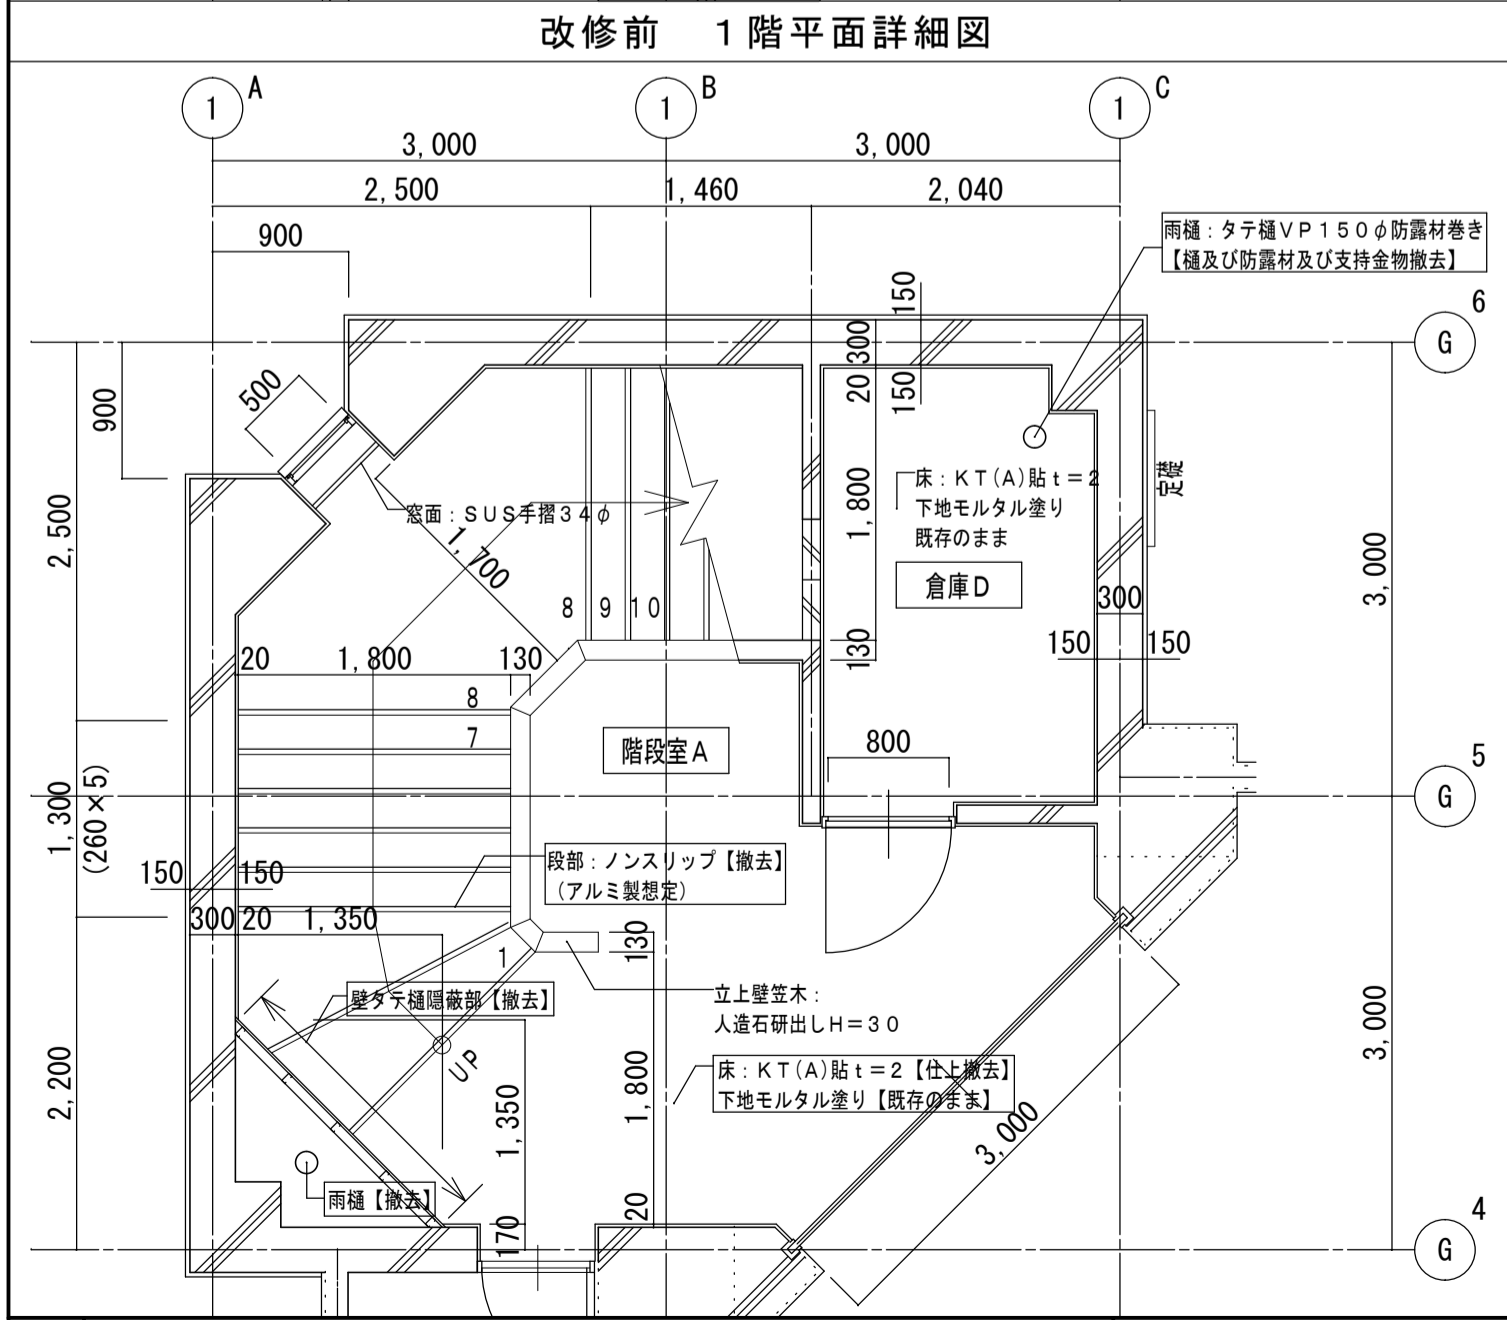 改修前　１階平面詳細図
1 A
1 B
1 C
3,000
3,000
2,500
1,460
2,040
900
雨樋：タテ樋ＶＰ１５０φ防露材巻き
【樋及び防露材及び支持金物撤去】
6
G
150
300
20
150
900
500
定礎
床：ＫＴ(Ａ)貼ｔ＝２
下地モルタル塗り
既存のまま
窓面：ＳＵＳ手摺３４φ
1,700
1,800
2,500
3,000
倉庫Ｄ
8
9
10
300
150
150
130
20
1,800
130
8
7
階段室Ａ
800
5
G
1,300
(260×5)
150
150
段部：ノンスリップ【撤去】
（アルミ製想定）
300
20
1,350
130
1
壁タテ樋隠蔽部【撤去】
立上壁笠木：
人造石研出しＨ＝３０
3,000
UP
2,200
1,350
1,800
床：ＫＴ(Ａ)貼ｔ＝２【仕上撤去】
下地モルタル塗り【既存のまま】
3,000
雨樋【撤去】
170
20
4
G